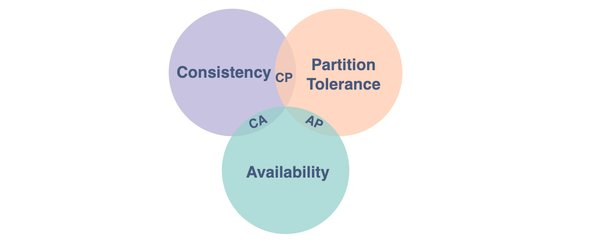 Consistency
CP
Partition
Tolerance
CA
AP
Availability